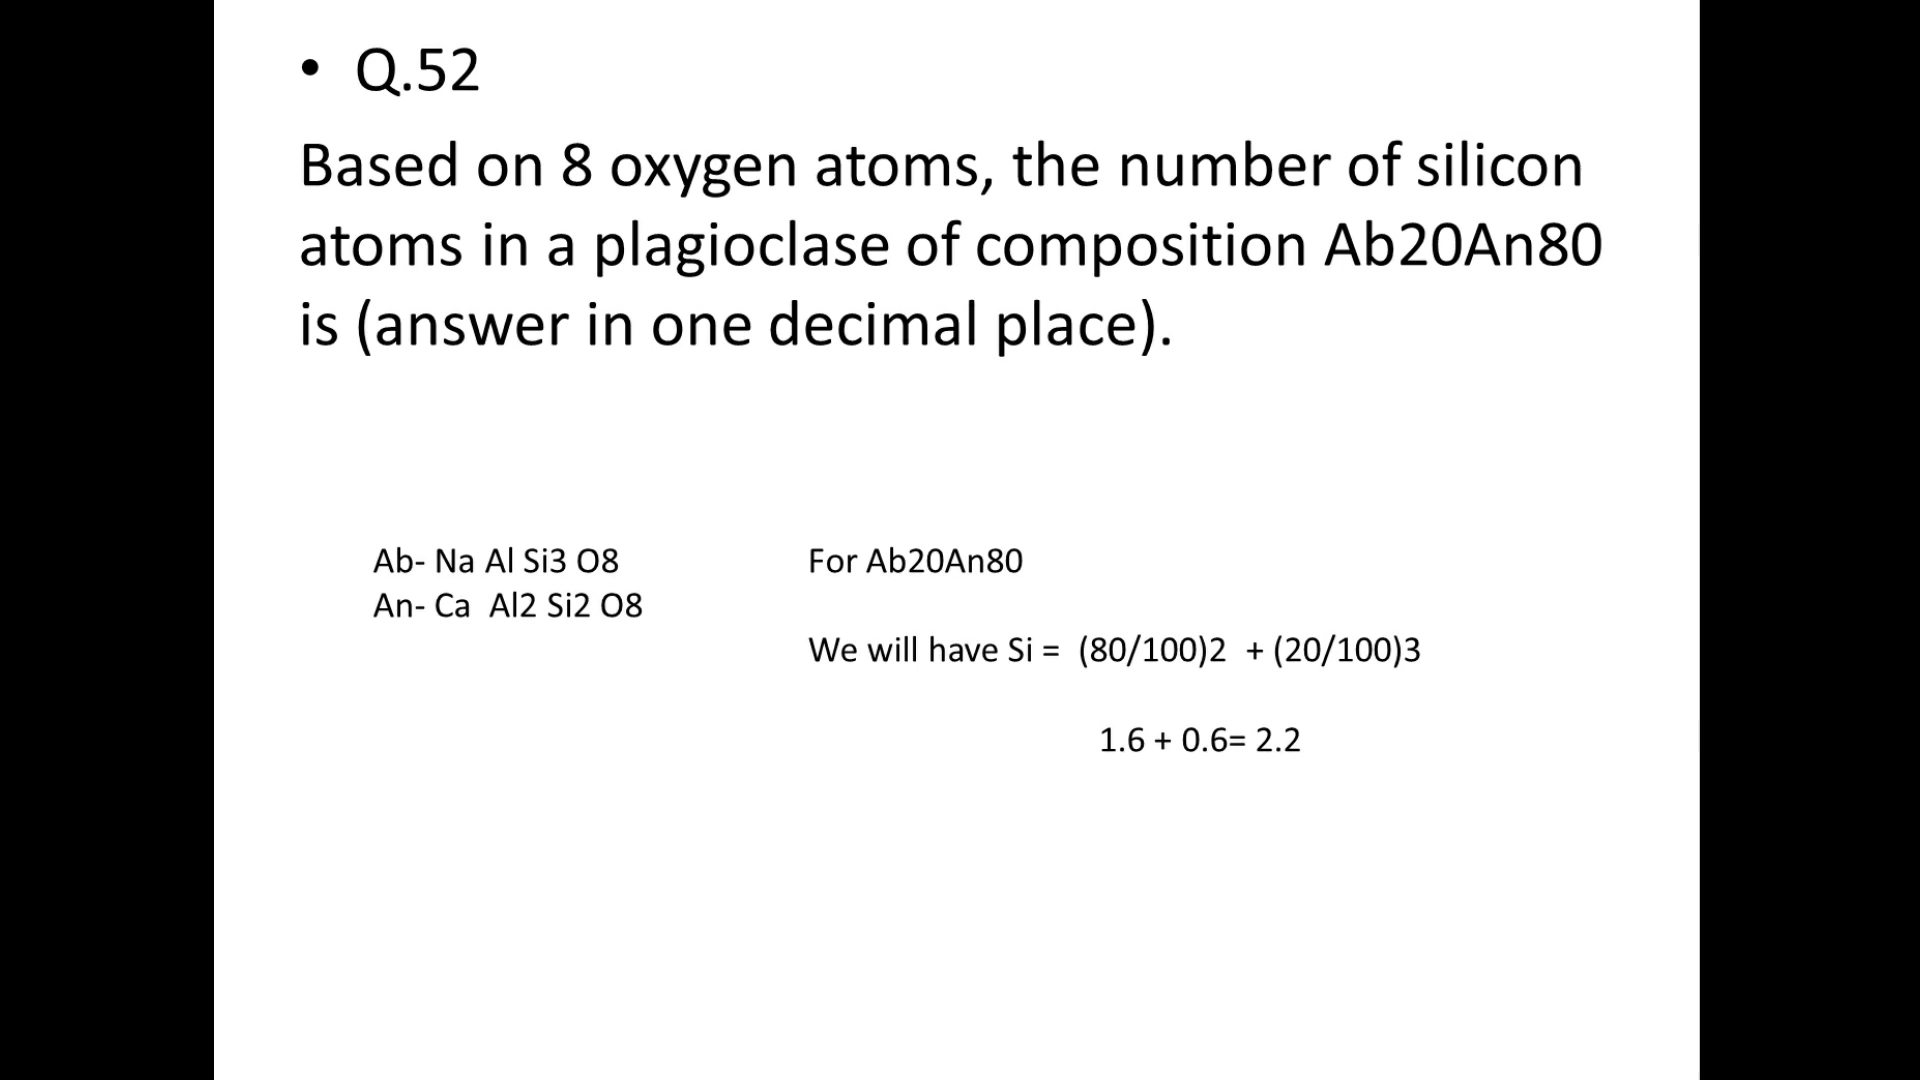 • Q.52
Based on 8 oxygen atoms, the number of silicon
atoms in a plagioclase of composition Ab20An80
is (answer in one decimal place).
Ab- Na Al Si3 O8
An- Ca Al2 Si2 O8
For Ab20An80
We will have Si = (80/100)2 + (20/100)3
1.6 + 0.6= 2.2